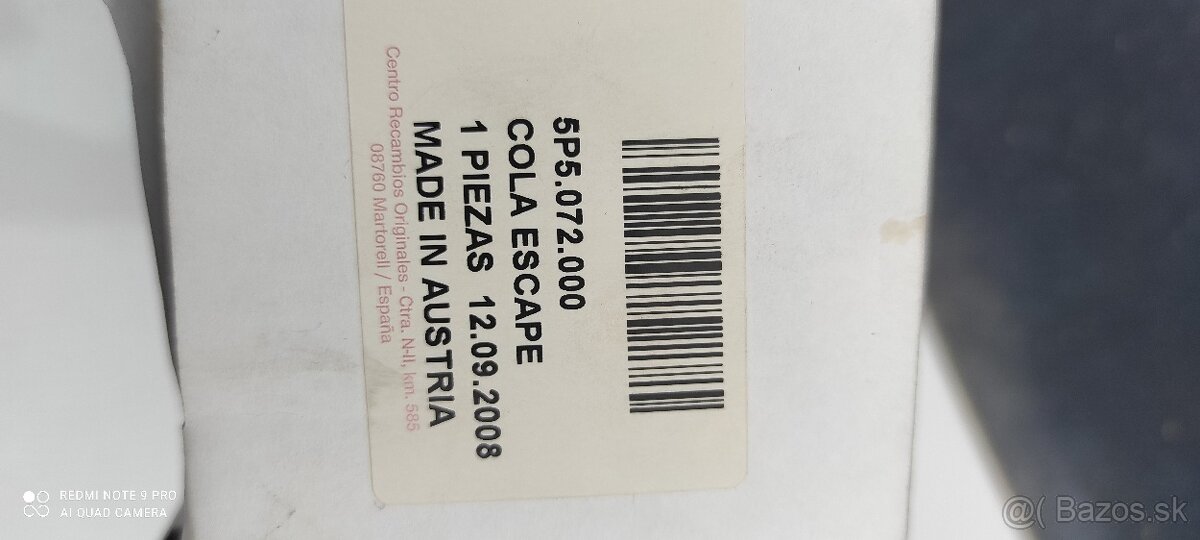 5P5.072.000
COLA ESCAPE
1 PIEZAS 12.09.2008
MADE IN AUSTRIA
Centro Recambios Originales - Ctra. N-II, km. 585
08760 Martorell / España
REDMI NOTE 9 PRO
AI QUAD CAMERA
@( Bazos.sk